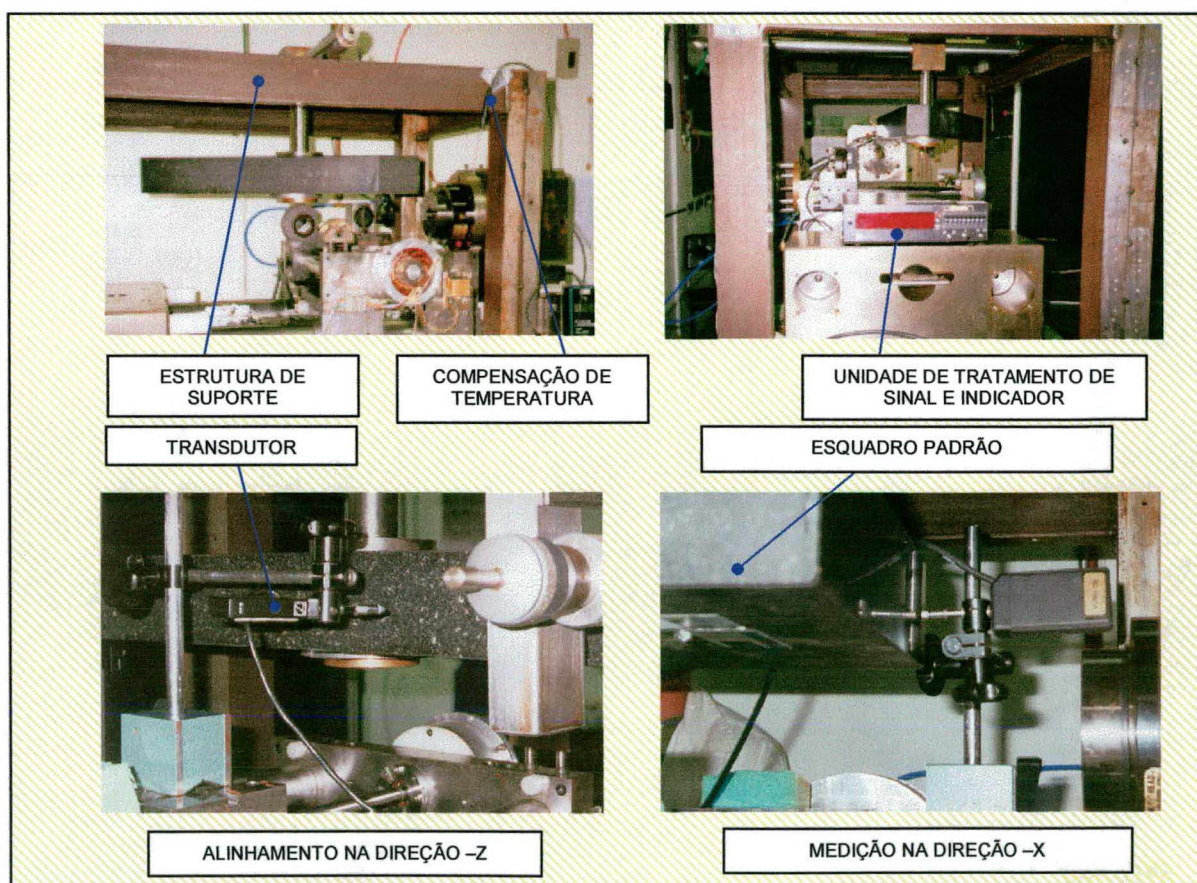 ESTRUTURA DE
SUPORTE
COMPENSAÇÃO DE
TEMPERATURA
UNIDADE DE TRATAMENTO DE
SINAL E INDICADOR
TRANSDUTOR
ESQUADRO PADRÃO
ALINHAMENTO NA DIREÇÃO –Z
MEDIÇÃO NA DIREÇÃO –X